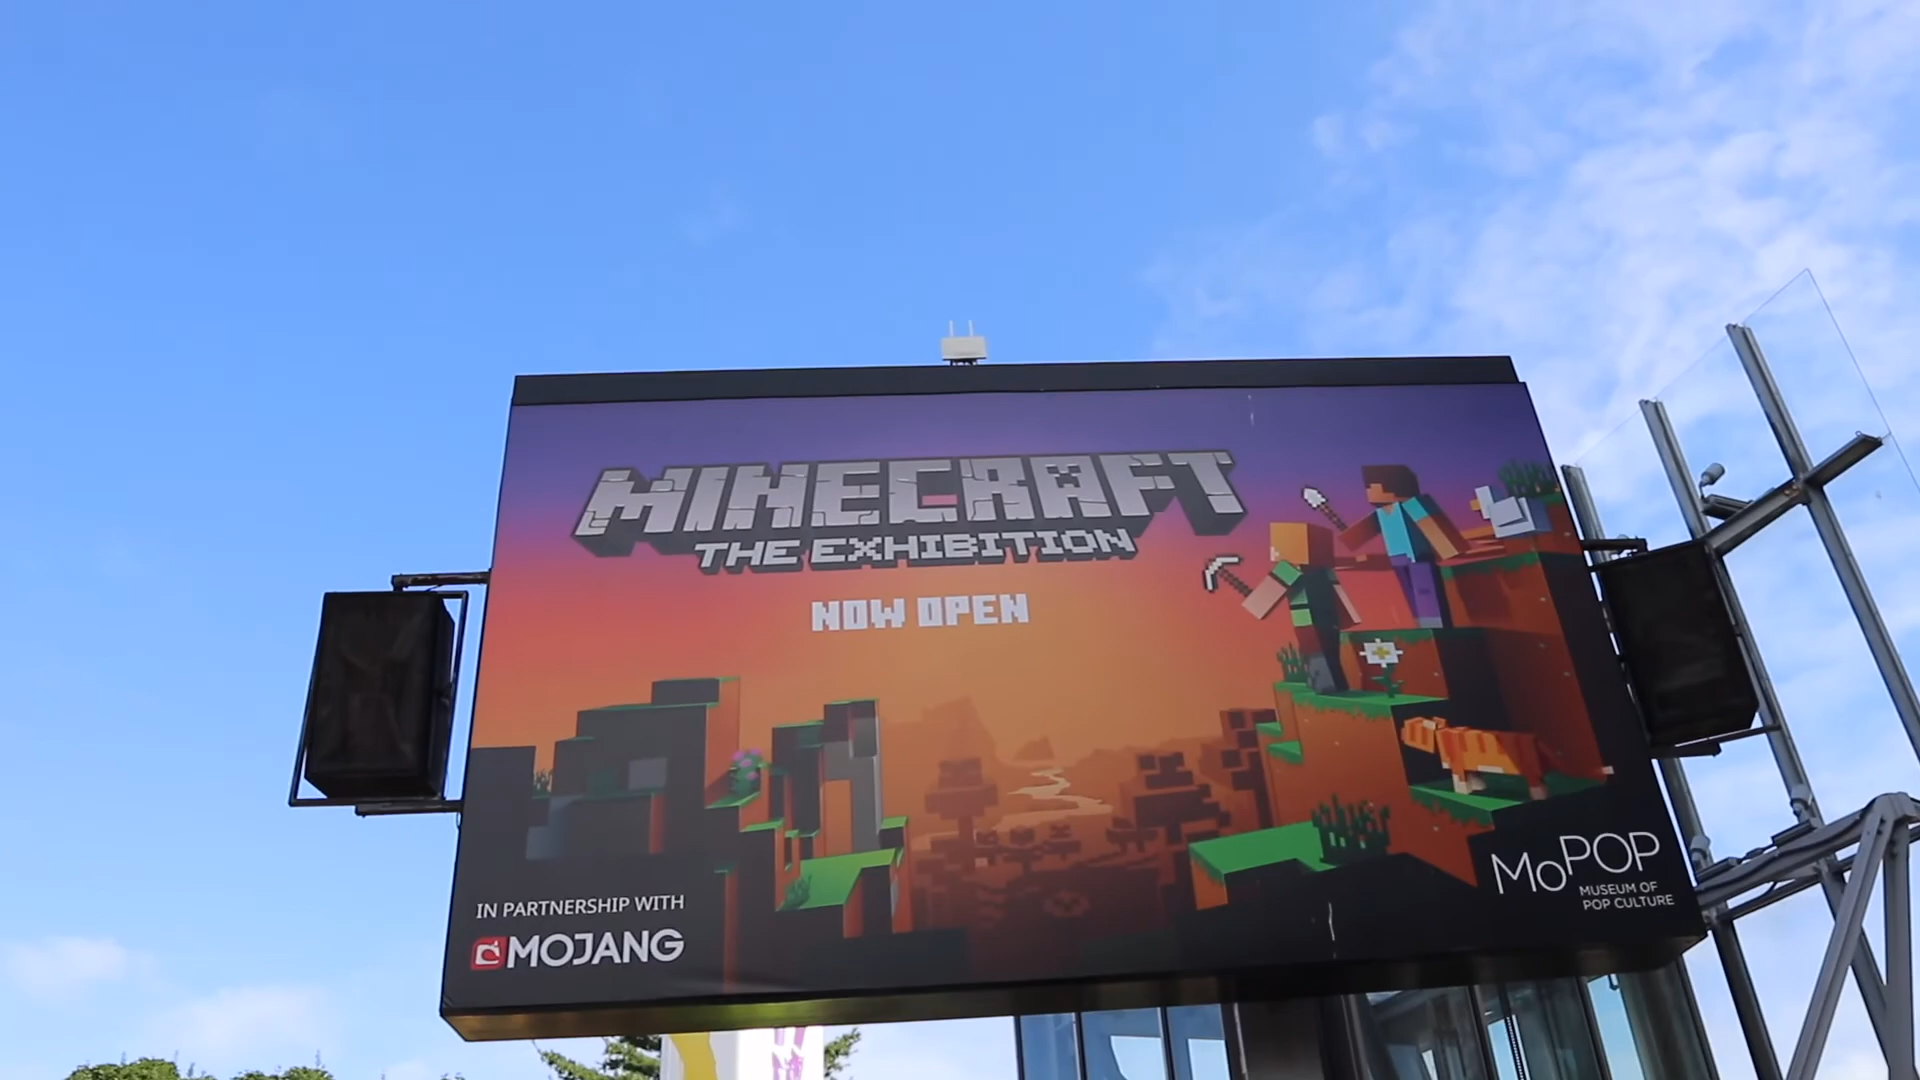 MINECRAFT
THE EXHIBITION
NOW OPEN
IN PARTNERSHIP WITH
MOJANG
MoPOP
MUSEUM OF
POP CULTURE